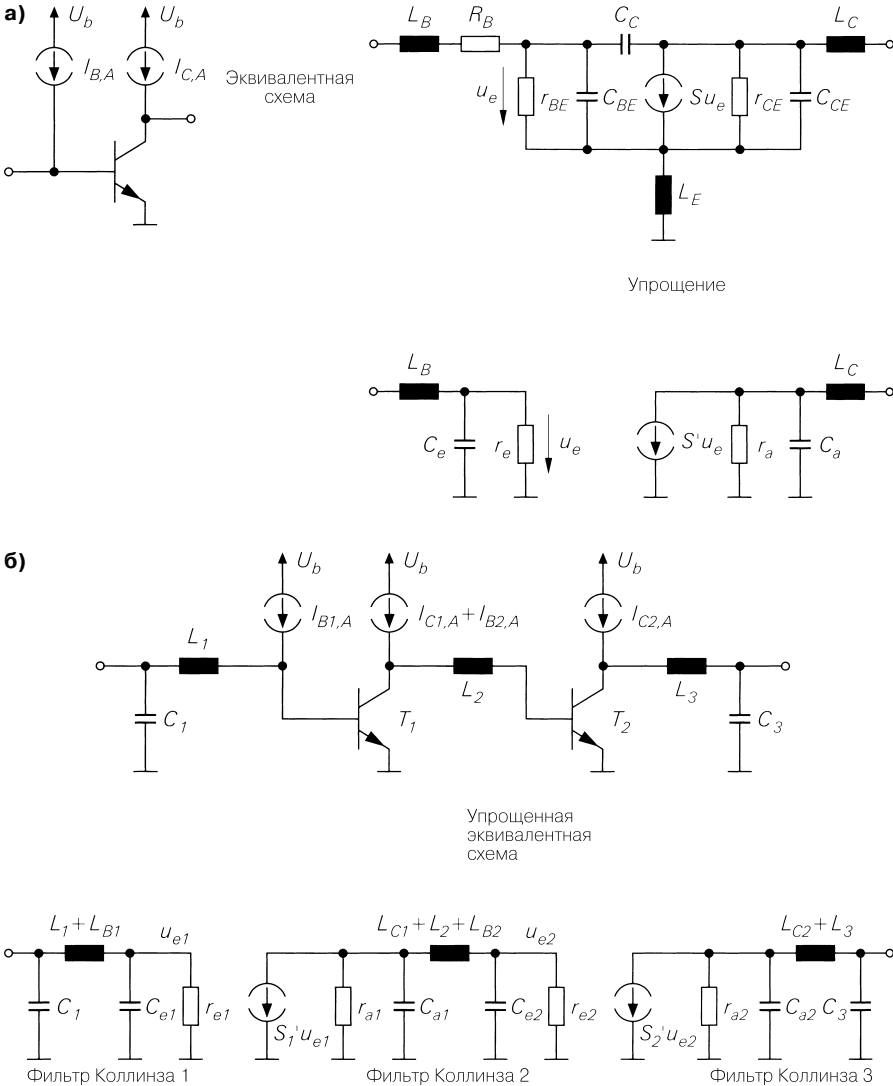 а)
U_b U_b
I_B,A I_C,A
Эквивалентная
схема
L_B R_B C_C L_C
u_e r_BE C_BE Su_e r_CE C_CE
L_E
Упрощение
L_B L_C
C_e r_e u_e S'u_e r_a C_a
б)
U_b U_b U_b
I_B1,A I_C1,A+I_B2,A I_C2,A
L_1 L_2 L_3
C_1 T_1 T_2 C_3
Упрощенная
эквивалентная
схема
L_1+L_B1 u_e1 L_C1+L_2+L_B2 u_e2 L_C2+L_3
C_1 C_e1 r_e1 S_1'u_e1 r_a1 C_a1 C_e2 r_e2 S_2'u_e2 r_a2 C_a2 C_3
Фильтр Коллинза 1 Фильтр Коллинза 2 Фильтр Коллинза 3